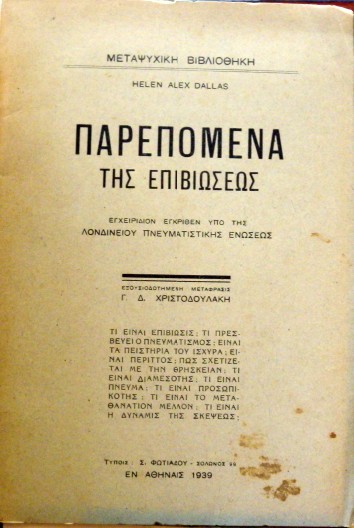 ΜΕΤΑΨΥΧΙΚΗ ΒΙΒΛΙΟΘΗΚΗ
HELEN ALEX DALLAS
ΠΑΡΕΠΟΜΕΝΑ
ΤΗΣ ΕΠΙΒΙΩΣΕΩΣ
ΕΓΧΕΙΡΙΔΙΟΝ ΕΓΚΡΙΘΕΝ ΥΠΟ ΤΗΣ
ΛΟΝΔΙΝΕΙΟΥ ΠΝΕΥΜΑΤΙΣΤΙΚΗΣ ΕΝΩΣΕΩΣ
ΕΞΟΥΣΙΟΔΟΤΗΜΕΝΗ ΜΕΤΑΦΡΑΣΙΣ
Γ. Δ. ΧΡΙΣΤΟΔΟΥΛΑΚΗ
ΤΙ ΕΙΝΑΙ ΕΠΙΒΙΩΣΙΣ; ΤΙ ΠΡΕΣ-
ΒΕΥΕΙ Ο ΠΝΕΥΜΑΤΙΣΜΟΣ; ΕΙΝΑΙ
ΤΑ ΠΕΙΣΤΗΡΙΑ ΤΟΥ ΙΣΧΥΡΑ; ΕΙ-
ΝΑΙ ΠΕΡΙΤΤΟΣ; ΠΩΣ ΣΧΕΤΙΖΕ-
ΤΑΙ ΜΕ ΤΗΝ ΘΡΗΣΚΕΙΑΝ; ΤΙ
ΕΙΝΑΙ ΔΙΑΜΕΣΟΤΗΣ; ΤΙ ΕΙΝΑΙ
ΠΝΕΥΜΑ; ΤΙ ΕΙΝΑΙ ΠΡΟΣΩΠΙ-
ΚΟΤΗΣ; ΤΙ ΕΙΝΑΙ ΤΟ ΜΕΤΑ-
ΘΑΝΑΤΙΟΝ ΜΕΛΛΟΝ; ΤΙ ΕΙΝΑΙ
Η ΔΥΝΑΜΙΣ ΤΗΣ ΣΚΕΨΕΩΣ;
ΤΥΠΟΙΣ: Σ. ΦΩΤΙΑΔΟΥ - ΣΟΛΩΝΟΣ
ΕΝ ΑΘΗΝΑΙΣ 1939